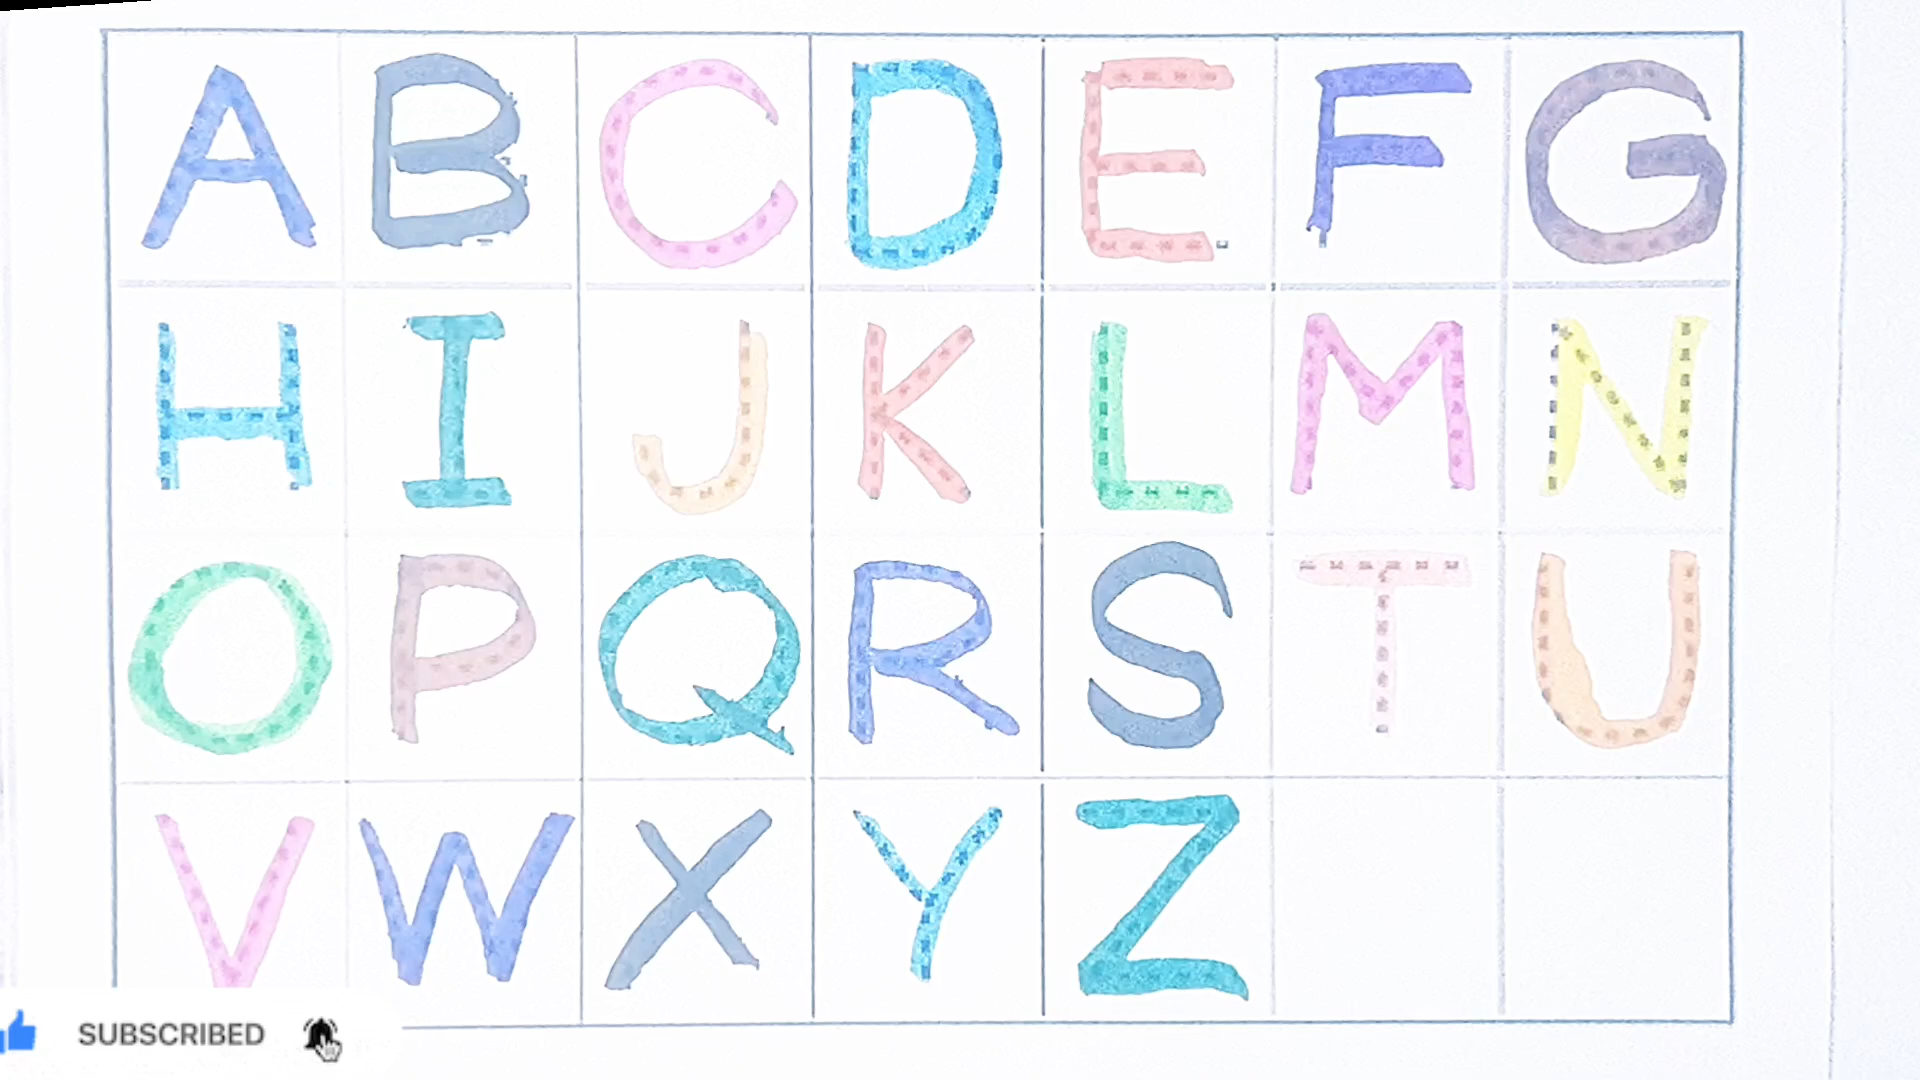 A B C D E F G
H I J K L M N
O P Q R S T U
V W X Y Z
SUBSCRIBED